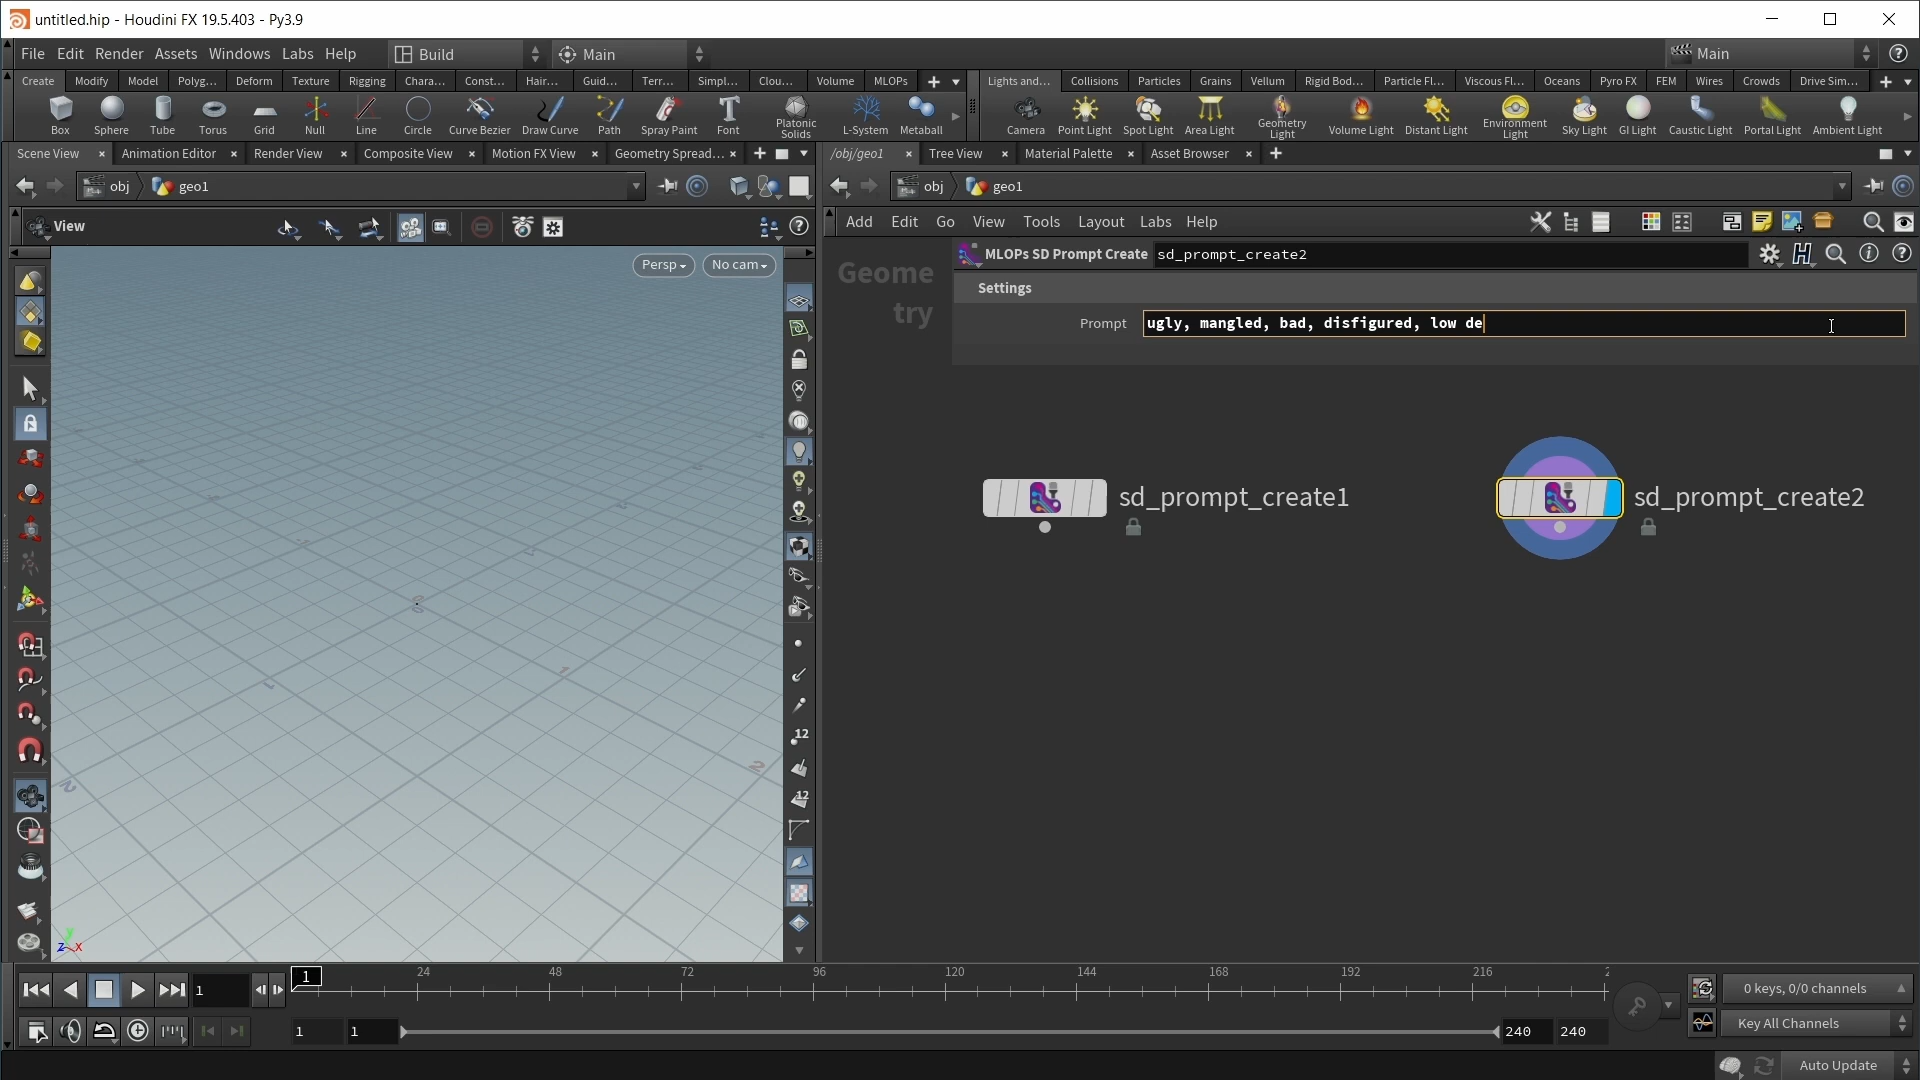 untitled.hip - Houdini FX 19.5.403 - Py3.9
File Edit Render Assets Windows Labs Help Build Main Main
Create Modify Model Polyg... Deform Texture Rigging Chara... Const... Hair... Guid... Terr... Simpl... Clou... Volume MLOPs
Lights and... Collisions Particles Grains Vellum Rigid Bod... Particle Fl... Viscous Fl... Oceans Pyro FX FEM Wires Crowds Drive Sim...
Box Sphere Tube Torus Grid Null Line Circle Curve Bezier Draw Curve Path Spray Paint Font Platonic Solids L-System Metaball
Camera Point Light Spot Light Area Light Geometry Light Volume Light Distant Light Environment Light Sky Light GI Light Caustic Light Portal Light Ambient Light
Scene View Animation Editor Render View Composite View Motion FX View Geometry Spread...
/obj/geo1 Tree View Material Palette Asset Browser
obj geo1
obj geo1
View
Add Edit Go View Tools Layout Labs Help
Persp No cam
MLOPs SD Prompt Create sd_prompt_create2
Geome
try
Settings
Prompt ugly, mangled, bad, disfigured, low de
sd_prompt_create1
sd_prompt_create2
12
12
1
1
2
2
z x y
1 1 24 48 72 96 120 144 168 192 216 2
0 keys, 0/0 channels
1 1 240 240
Key All Channels
Auto Update